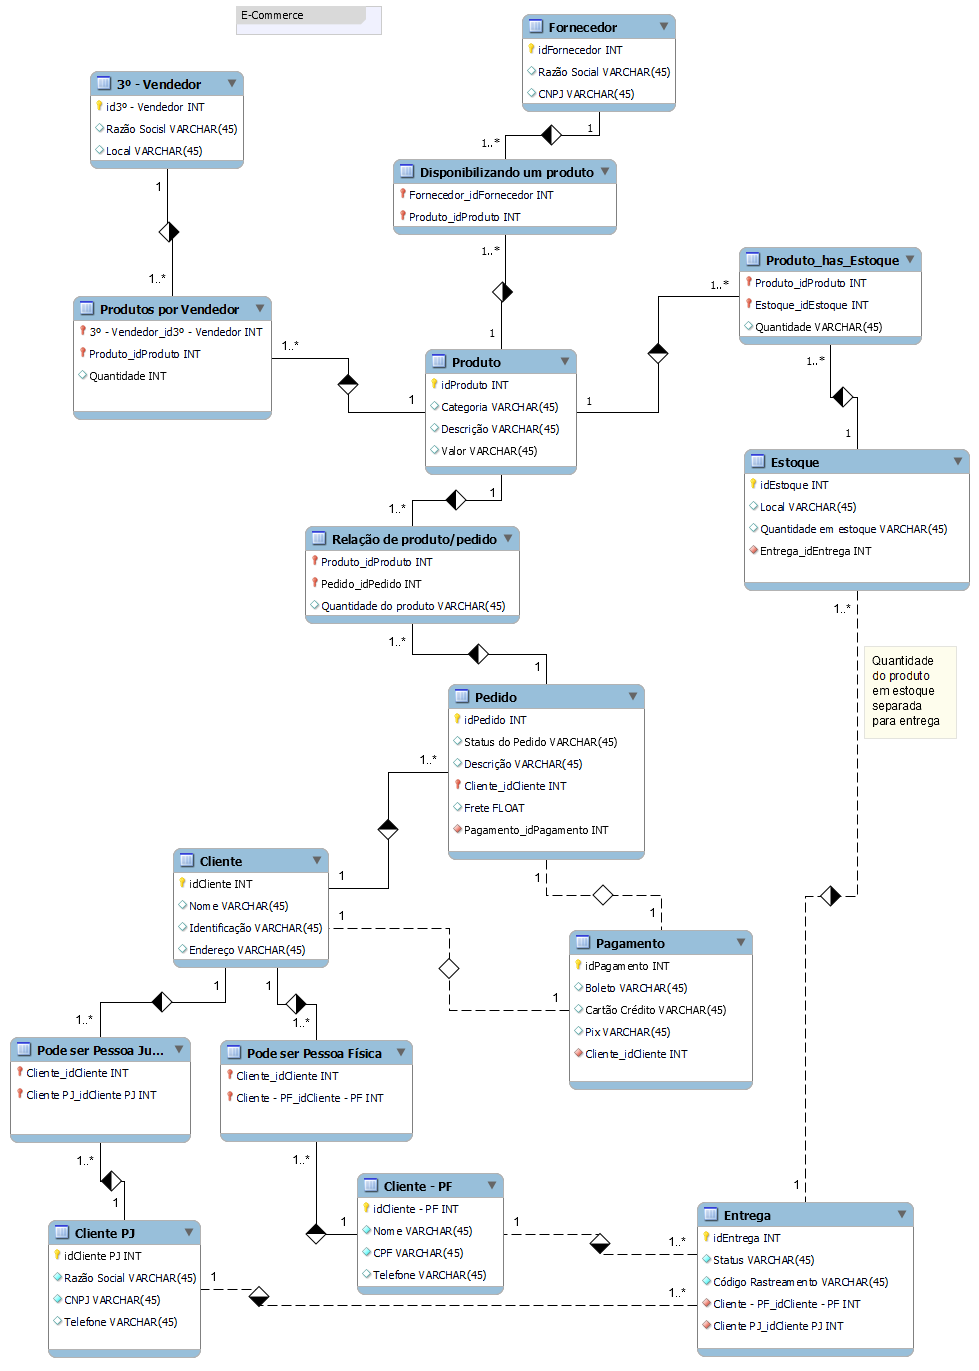 E-Commerce
Fornecedor
idFornecedor INT
Razão Social VARCHAR(45)
CNPJ VARCHAR(45)
3º - Vendedor
id3º - Vendedor INT
Razão Socisl VARCHAR(45)
Local VARCHAR(45)
1
1..*
Disponibilizando um produto
Fornecedor_idFornecedor INT
Produto_idProduto INT
1
1..*
1..*
1
Produtos por Vendedor
3º - Vendedor_id3º - Vendedor INT
Produto_idProduto INT
Quantidade INT
1..*
1
Produto_has_Estoque
Produto_idProduto INT
Estoque_idEstoque INT
Quantidade VARCHAR(45)
1..*
1
1..*
1
Produto
idProduto INT
Categoria VARCHAR(45)
Descrição VARCHAR(45)
Valor VARCHAR(45)
1
1..*
Estoque
idEstoque INT
Local VARCHAR(45)
Quantidade em estoque VARCHAR(45)
Entrega_idEntrega INT
1..*
Relação de produto/pedido
Produto_idProduto INT
Pedido_idPedido INT
Quantidade do produto VARCHAR(45)
1..*
1
Quantidade
do produto
em estoque
separada
para entrega
Pedido
idPedido INT
Status do Pedido VARCHAR(45)
Descrição VARCHAR(45)
Cliente_idCliente INT
Frete FLOAT
Pagamento_idPagamento INT
1..*
1
1
1
Cliente
idCliente INT
Nome VARCHAR(45)
Identificação VARCHAR(45)
Endereço VARCHAR(45)
1
1
Pagamento
idPagamento INT
Boleto VARCHAR(45)
Cartão Crédito VARCHAR(45)
Pix VARCHAR(45)
Cliente_idCliente INT
1
1
1..*
1..*
Pode ser Pessoa Ju...
Cliente_idCliente INT
Cliente PJ_idCliente PJ INT
Pode ser Pessoa Física
Cliente_idCliente INT
Cliente - PF_idCliente - PF INT
1..*
1
1..*
1
Cliente - PF
idCliente - PF INT
Nome VARCHAR(45)
CPF VARCHAR(45)
Telefone VARCHAR(45)
1
1..*
1
Cliente PJ
idCliente PJ INT
Razão Social VARCHAR(45)
CNPJ VARCHAR(45)
Telefone VARCHAR(45)
1
1..*
Entrega
idEntrega INT
Status VARCHAR(45)
Código Rastreamento VARCHAR(45)
Cliente - PF_idCliente - PF INT
Cliente PJ_idCliente PJ INT